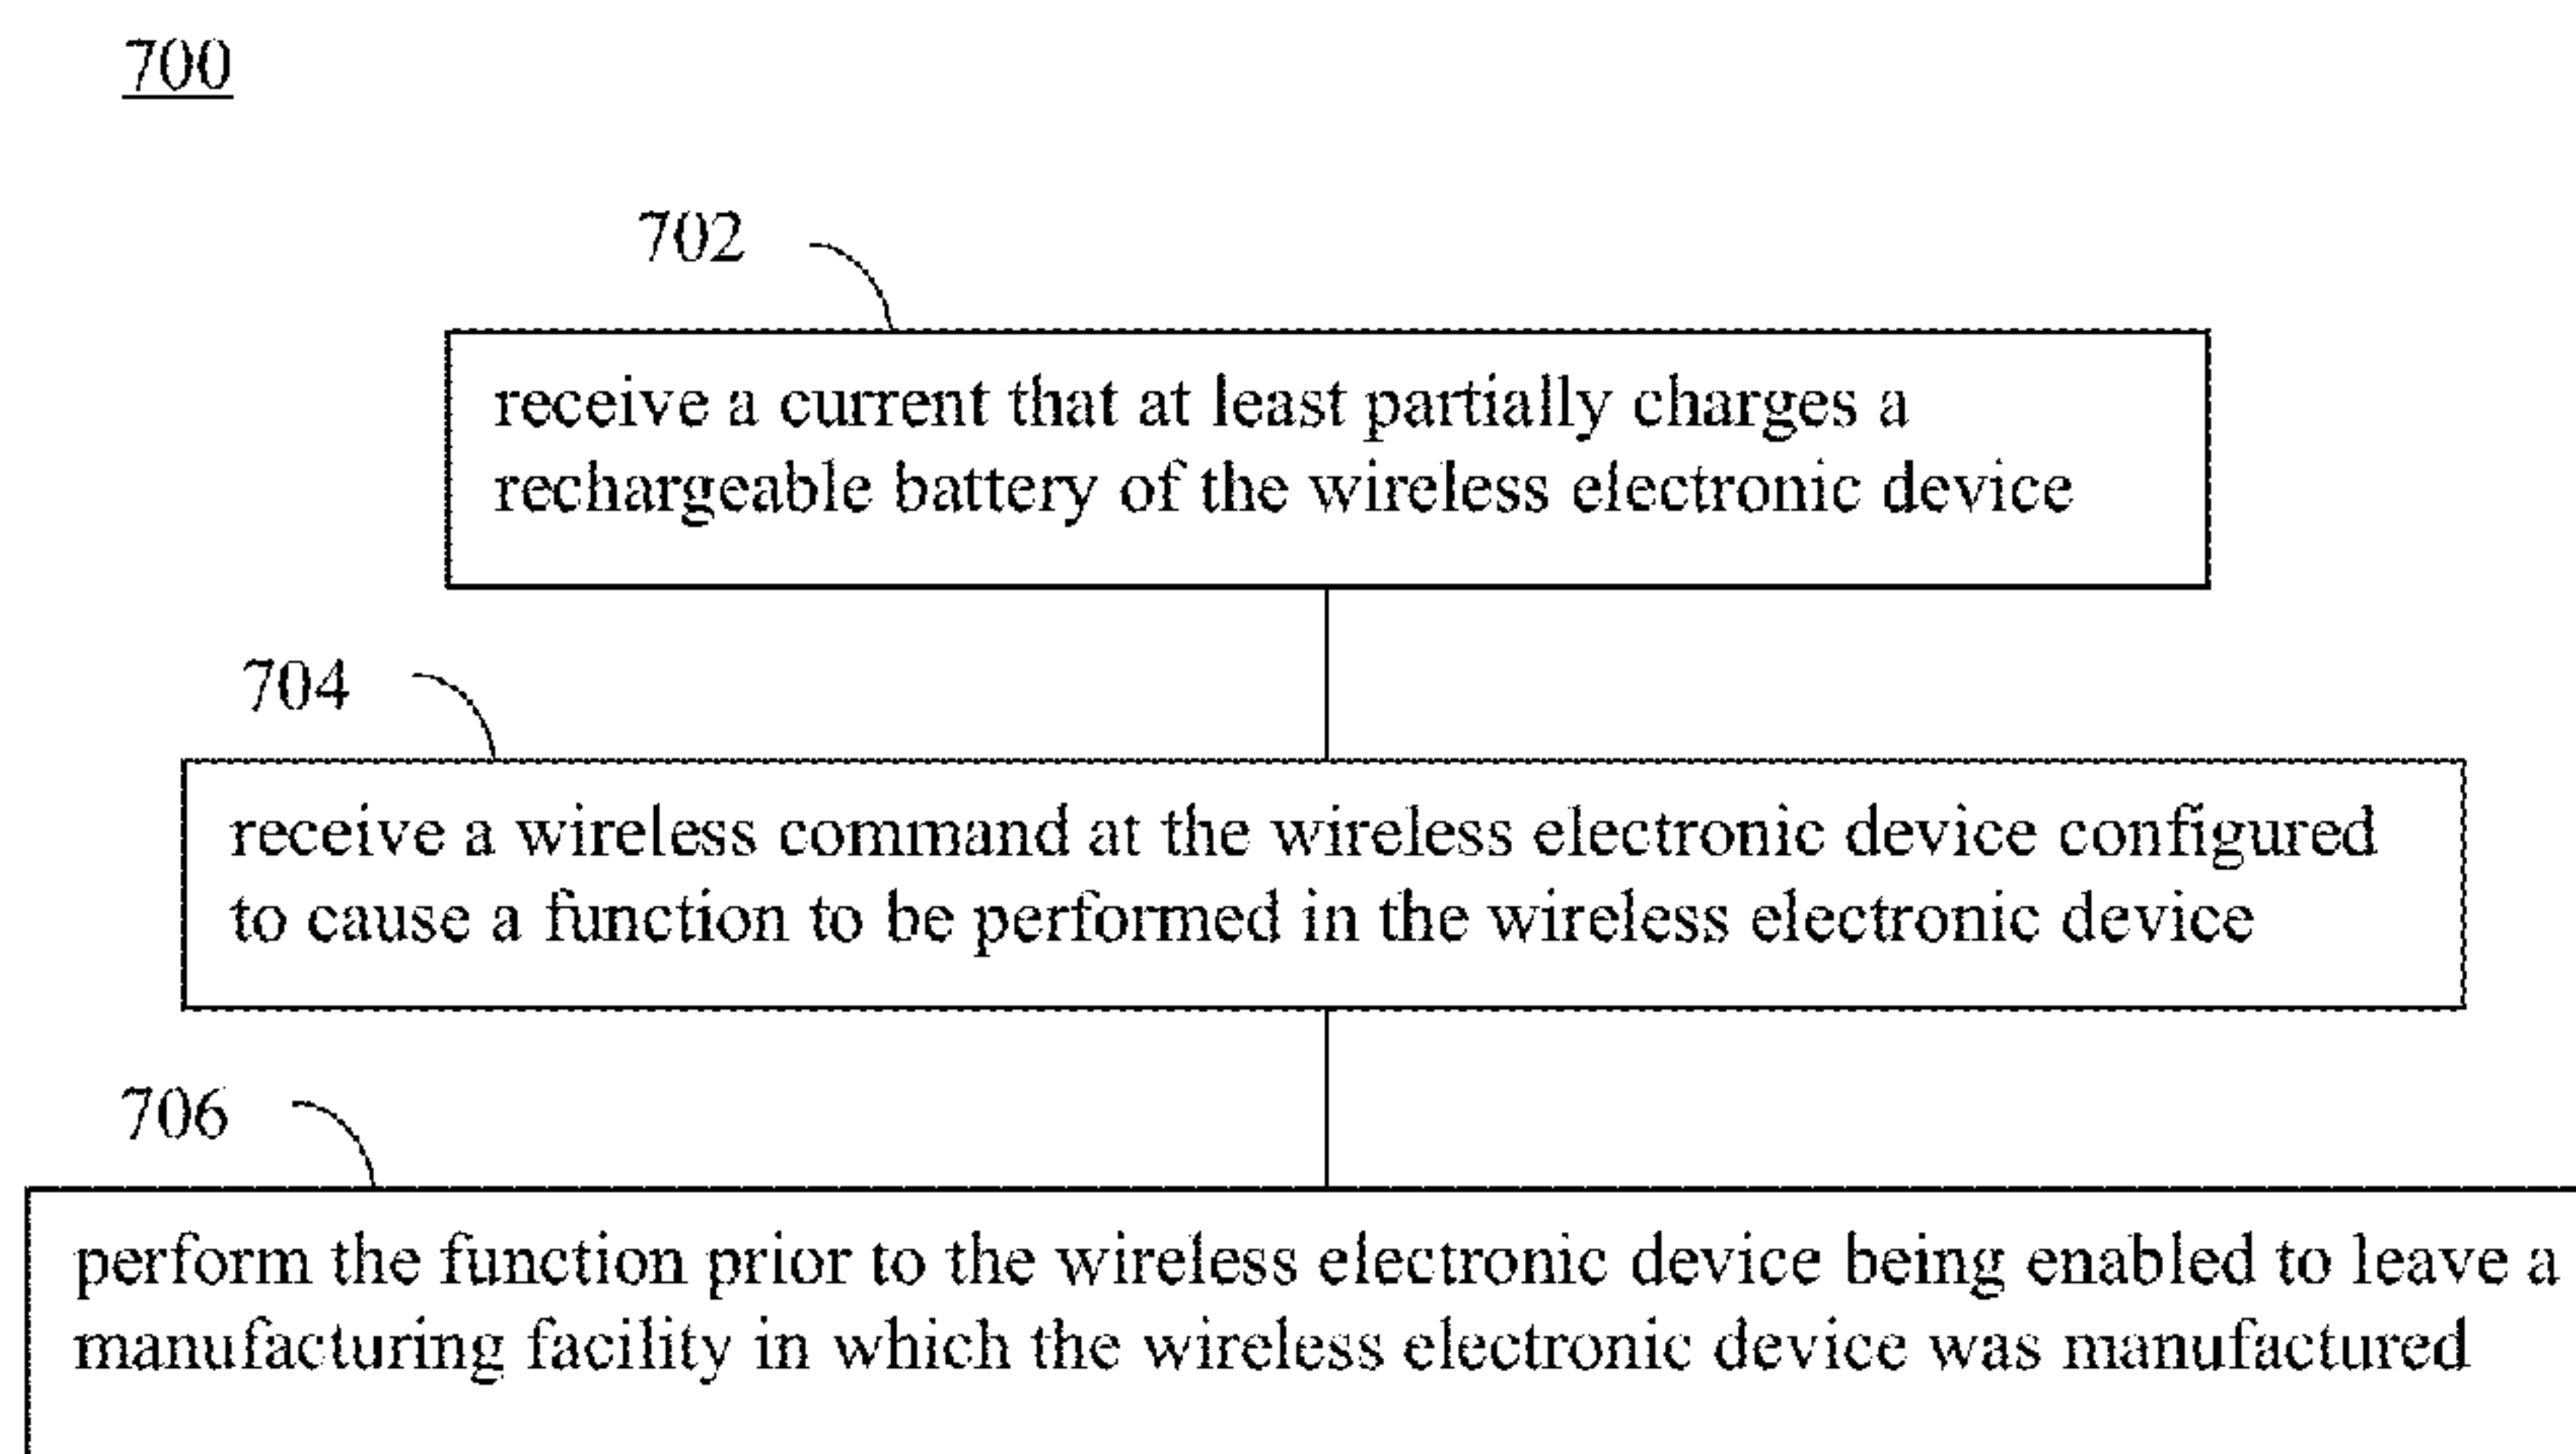 700
702
receive a current that at least partially charges a
rechargeable battery of the wireless electronic device
704
receive a wireless command at the wireless electronic device configured
to cause a function to be performed in the wireless electronic device
706
perform the function prior to the wireless electronic device being enabled to leave a
manufacturing facility in which the wireless electronic device was manufactured